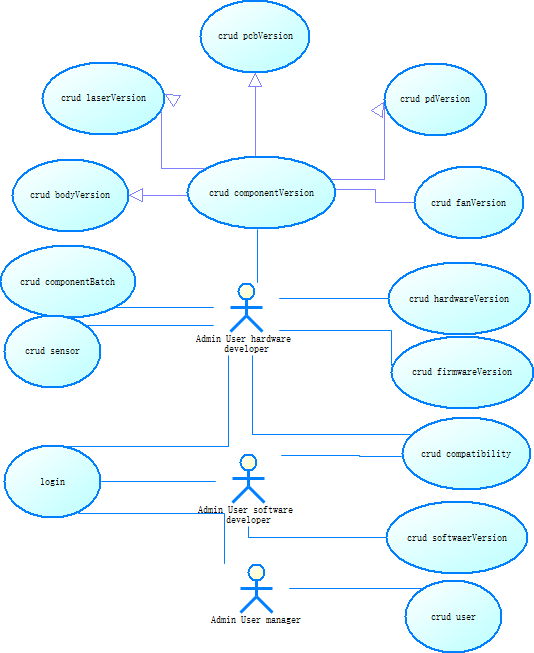 crud pcbVersion
crud laserVersion
crud pdVersion
crud bodyVersion
crud componentVersion
crud fanVersion
crud componentBatch
crud hardwareVersion
crud sensor
Admin User hardware
developer
crud firmwareVersion
crud compatibility
login
Admin User software
developer
crud softwaerVersion
Admin User manager
crud user